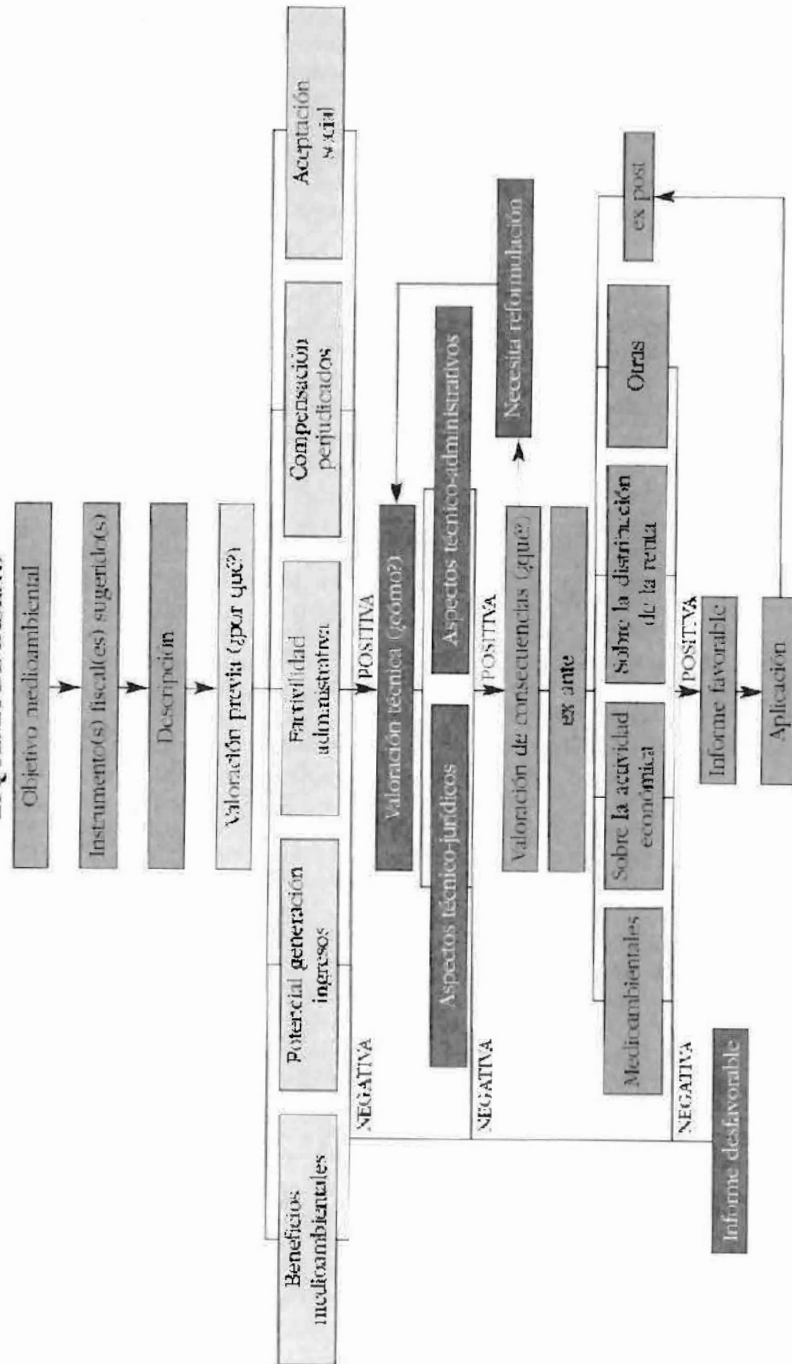 Objetivo medioambiental
Instrumento(s) fiscal(es) sugerido(s)
Descripción
Valoración previa (¿por qué?)
Beneficios
medioambientales
Potencial generación
ingresos
Factivilidad
administrativa
Compensación
perjudicados
Aceptación
social
NEGATIVA
POSITIVA
Valoración técnica (¿cómo?)
Aspectos técnico-jurídicos
Aspectos técnico-administrativos
NEGATIVA
POSITIVA
Valoración de consecuencias (¿qué?)
Necesita reformulación
ex ante
Medioambientales
Sobre la actividad
económica
Sobre la distribución
de la renta
Otras
ex post
NEGATIVA
POSITIVA
Informe desfavorable
Informe favorable
Aplicación